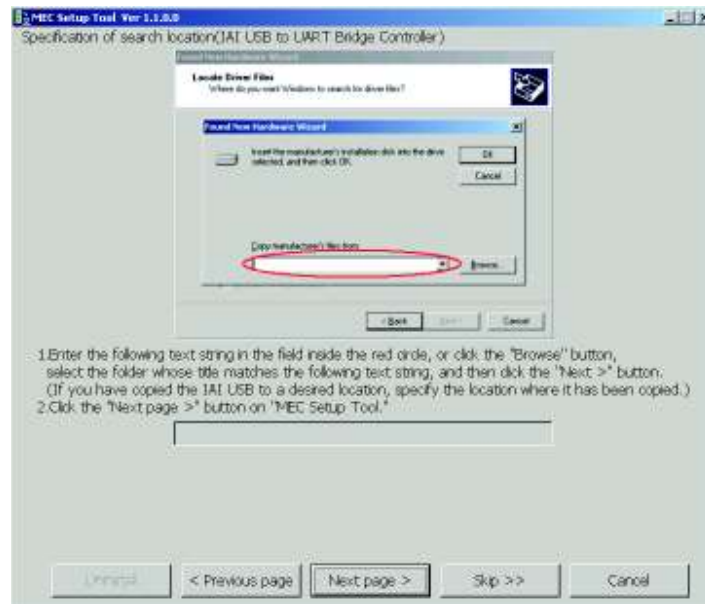 MEC Setup Tool Ver 1.1.0.0
Specification of search location(IAI USB to UART Bridge Controller)
Found New Hardware Wizard
Locate Driver Files
Where do you want Windows to search for driver files?
Found New Hardware Wizard
Insert the manufacturer's installation disk into the drive
selected, and then click OK.
OK
Cancel
Copy manufacturer's files from:
Browse...
< Back
Cancel
1.Enter the following text string in the field inside the red circle, or click the "Browse" button,
select the folder whose title matches the following text string, and then click the "Next >" button.
(If you have copied the IAI USB to a desired location, specify the location where it has been copied.)
2.Click the "Next page >" button on "MEC Setup Tool."
Uninstall
< Previous page
Next page >
Skip >>
Cancel